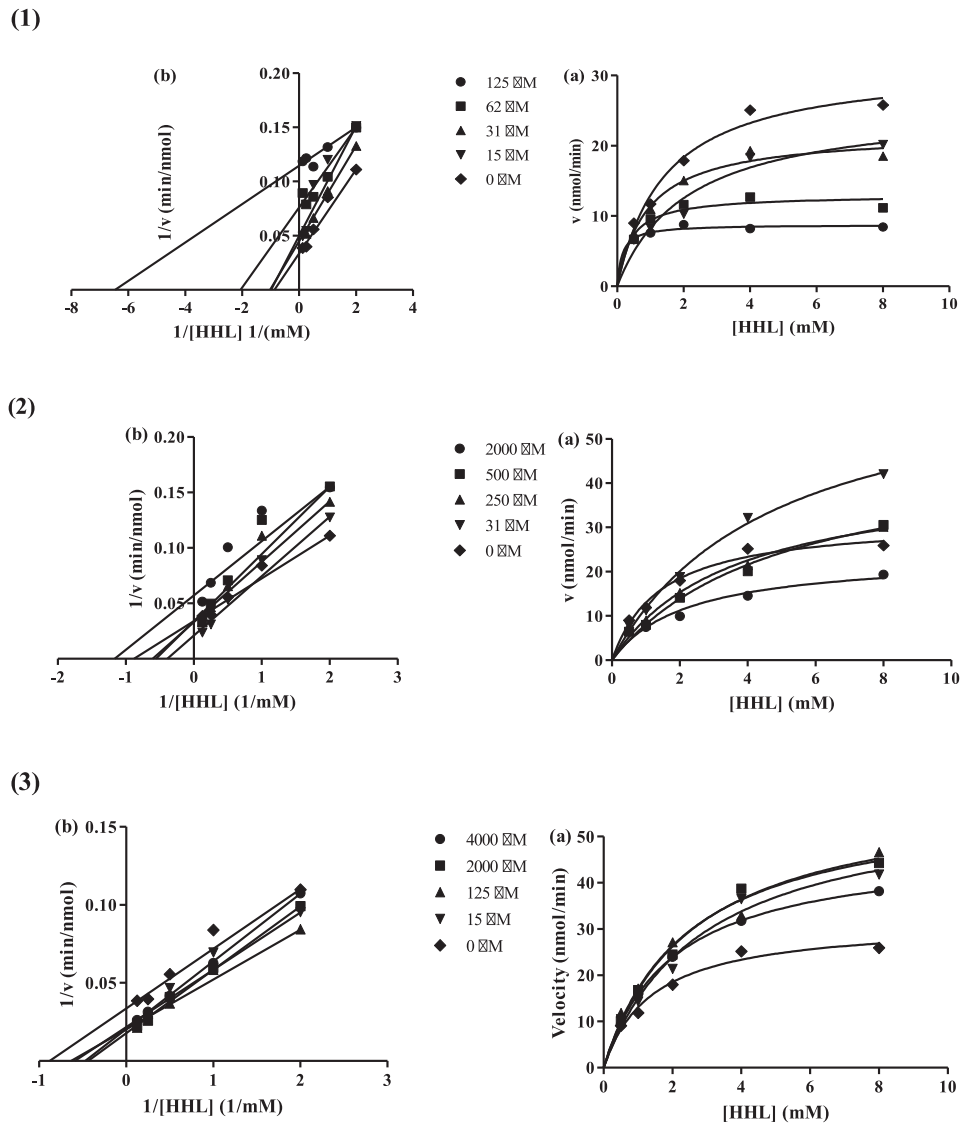 (1)
(b)
1/v (min/nmol)
0.20
0.15
0.10
0.05
-8 -6 -4 -2 0 2 4
1/[HHL] 1/(mM)
125 ☒M
62 ☒M
31 ☒M
15 ☒M
0 ☒M
(a)
v (nmol/min)
30
20
10
0
0 2 4 6 8 10
[HHL] (mM)
(2)
(b)
1/v (min/nmol)
0.20
0.15
0.10
0.05
-2 -1 0 1 2 3
1/[HHL] (1/mM)
2000 ☒M
500 ☒M
250 ☒M
31 ☒M
0 ☒M
(a)
v (nmol/min)
50
40
30
20
10
0
0 2 4 6 8 10
[HHL] (mM)
(3)
(b)
1/v (min/nmol)
0.15
0.10
0.05
-1 0 1 2 3
1/[HHL] (1/mM)
4000 ☒M
2000 ☒M
125 ☒M
15 ☒M
0 ☒M
(a)
Velocity (nmol/min)
50
40
30
20
10
0
0 2 4 6 8 10
[HHL] (mM)